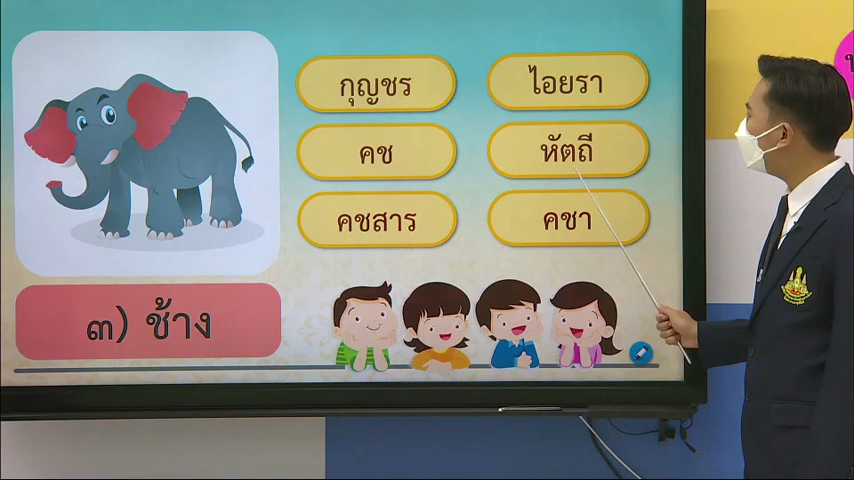 กุญชร
ไอยรา
คช
หัตถี
คชสาร
คชา
๓) ช้าง